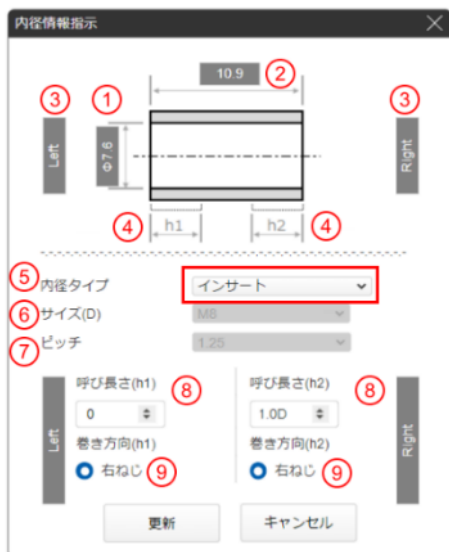 内径情報指示
10.9 ②
③ ① ③
Left Φ7.6 Right
④ h1 h2 ④
⑤ 内径タイプ インサート
⑥ サイズ(D) M8
⑦ ピッチ 1.25
呼び長さ(h1) ⑧ 呼び長さ(h2) ⑧
0 1.0D
Left Right
巻き方向(h1) 巻き方向(h2)
右ねじ ⑨ 右ねじ ⑨
更新 キャンセル